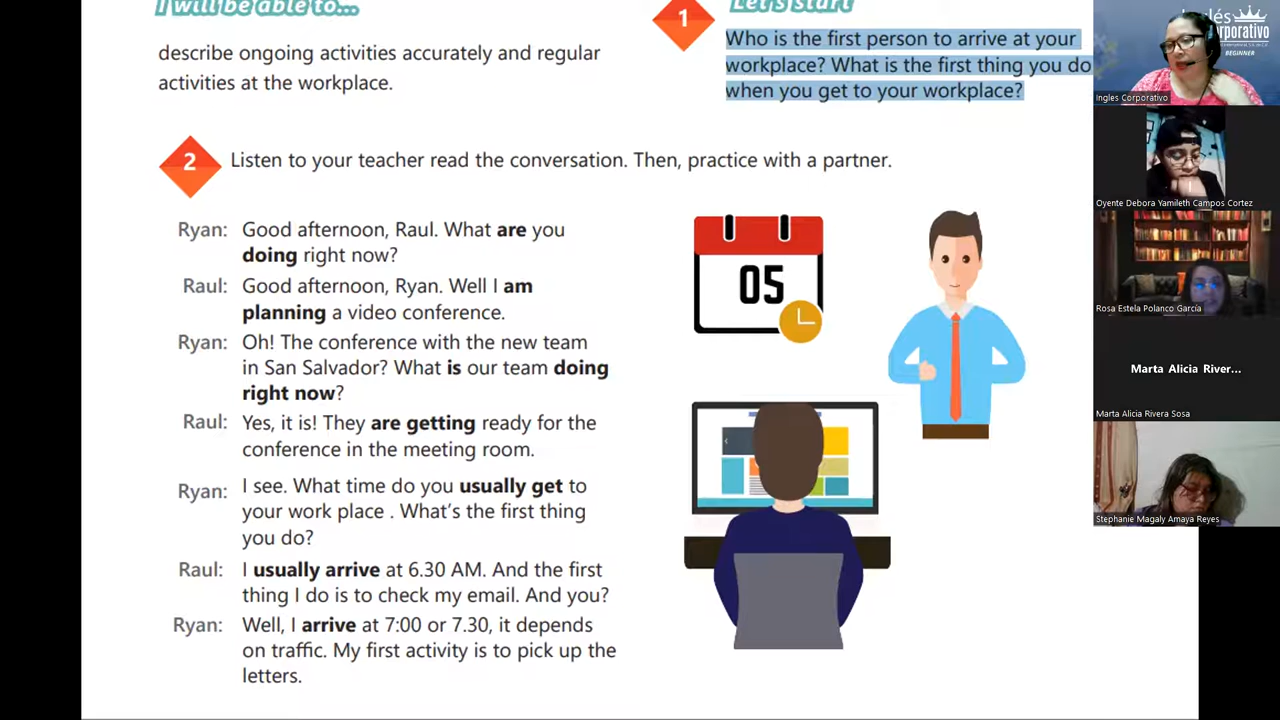 I will be able to...
describe ongoing activities accurately and regular
activities at the workplace.
1
Let's start
Who is the first person to arrive at your
workplace? What is the first thing you do
when you get to your workplace?
2
Listen to your teacher read the conversation. Then, practice with a partner.
Ryan: Good afternoon, Raul. What are you
doing right now?
Raul: Good afternoon, Ryan. Well I am
planning a video conference.
Ryan: Oh! The conference with the new team
in San Salvador? What is our team doing
right now?
Raul: Yes, it is! They are getting ready for the
conference in the meeting room.
Ryan: I see. What time do you usually get to
your work place . What's the first thing
you do?
Raul: I usually arrive at 6.30 AM. And the first
thing I do is to check my email. And you?
Ryan: Well, I arrive at 7:00 or 7.30, it depends
on traffic. My first activity is to pick up the
letters.
05
BEGINNER
Ingles Corporativo
Oyente Debora Yamileth Campos Cortez
Rosa Estela Polanco García
Marta Alicia River...
Marta Alicia Rivera Sosa
Stephanie Magaly Amaya Reyes